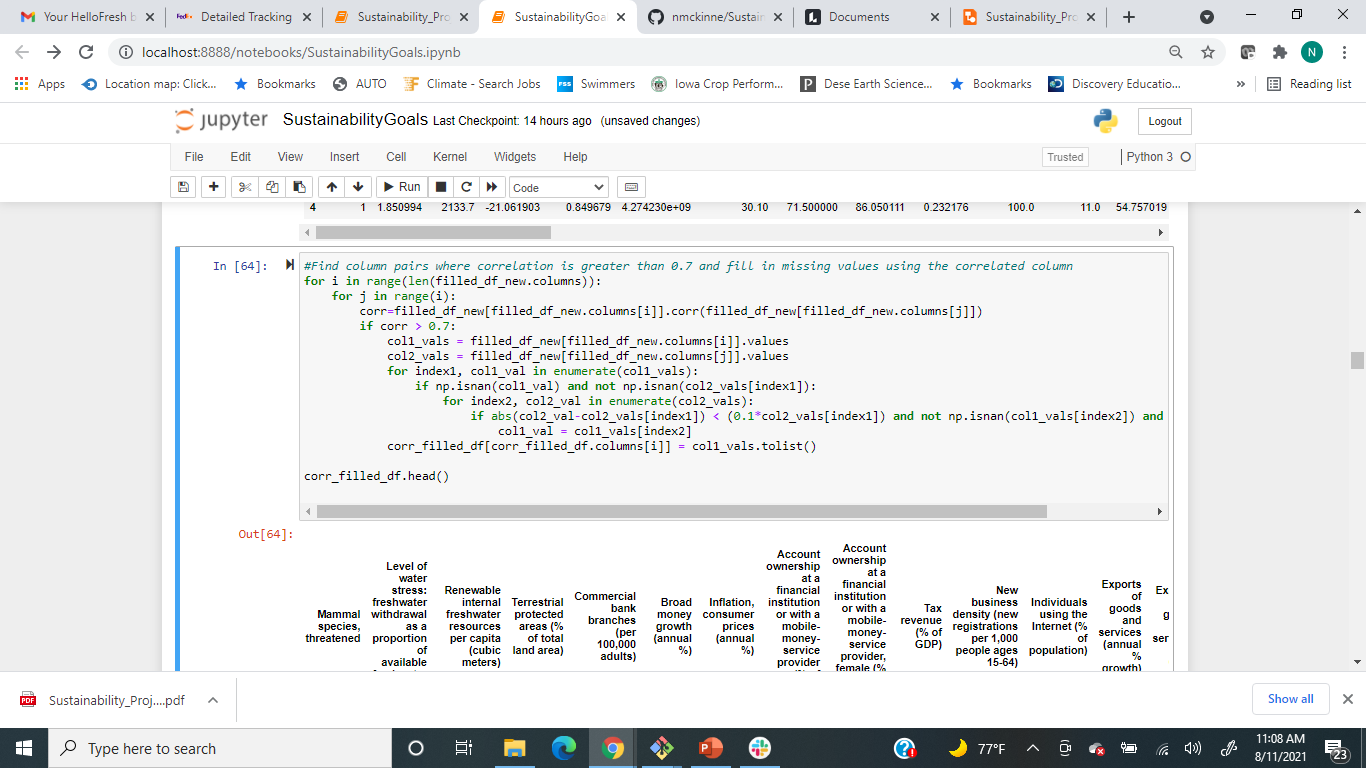 Your HelloFresh b
Detailed Tracking
Sustainability_Pro
SustainabilityGoa
nmckinne/Sustain
Documents
Sustainability_Pro
localhost:8888/notebooks/SustainabilityGoals.ipynb
N
Apps
Location map: Click...
Bookmarks
AUTO
Climate - Search Jobs
FSS
Swimmers
Iowa Crop Perform...
Dese Earth Science...
Bookmarks
Discovery Educatio...
»
Reading list
jupyter SustainabilityGoals Last Checkpoint: 14 hours ago (unsaved changes)
Logout
File Edit View Insert Cell Kernel Widgets Help
Trusted
Python 3
Run
Code
4 1 1.850994 2133.7 -21.061903 0.849679 4.274230e+09 30.10 71.500000 86.050111 0.232176 100.0 11.0 54.757019
In [64]:
#Find column pairs where correlation is greater than 0.7 and fill in missing values using the correlated column
for i in range(len(filled_df_new.columns)):
for j in range(i):
corr=filled_df_new[filled_df_new.columns[i]].corr(filled_df_new[filled_df_new.columns[j]])
if corr > 0.7:
col1_vals = filled_df_new[filled_df_new.columns[i]].values
col2_vals = filled_df_new[filled_df_new.columns[j]].values
for index1, col1_val in enumerate(col1_vals):
if np.isnan(col1_val) and not np.isnan(col2_vals[index1]):
for index2, col2_val in enumerate(col2_vals):
if abs(col2_val-col2_vals[index1]) < (0.1*col2_vals[index1]) and not np.isnan(col1_vals[index2]) and
col1_val = col1_vals[index2]
corr_filled_df[corr_filled_df.columns[i]] = col1_vals.tolist()
corr_filled_df.head()
Out[64]:
Mammal
species,
threatened
Level of
water
stress:
freshwater
withdrawal
as a
proportion
of
available
Renewable
internal
freshwater
resources
per capita
(cubic
meters)
Terrestrial
protected
areas (%
of total
land area)
Commercial
bank
branches
(per
100,000
adults)
Broad
money
growth
(annual
%)
Inflation,
consumer
prices
(annual
%)
Account
ownership
at a
financial
institution
or with a
mobile-
money-
service
provider
Account
ownership
at a
financial
institution
or with a
mobile-
money-
service
provider,
female (%
Tax
revenue
(% of
GDP)
New
business
density (new
registrations
per 1,000
people ages
15-64)
Individuals
using the
Internet (%
of
population)
Exports
of
goods
and
services
(annual
%
growth)
Ex
g
ser
PDF
Sustainability_Proj....pdf
Show all
Type here to search
77°F
11:08 AM
8/11/2021
23